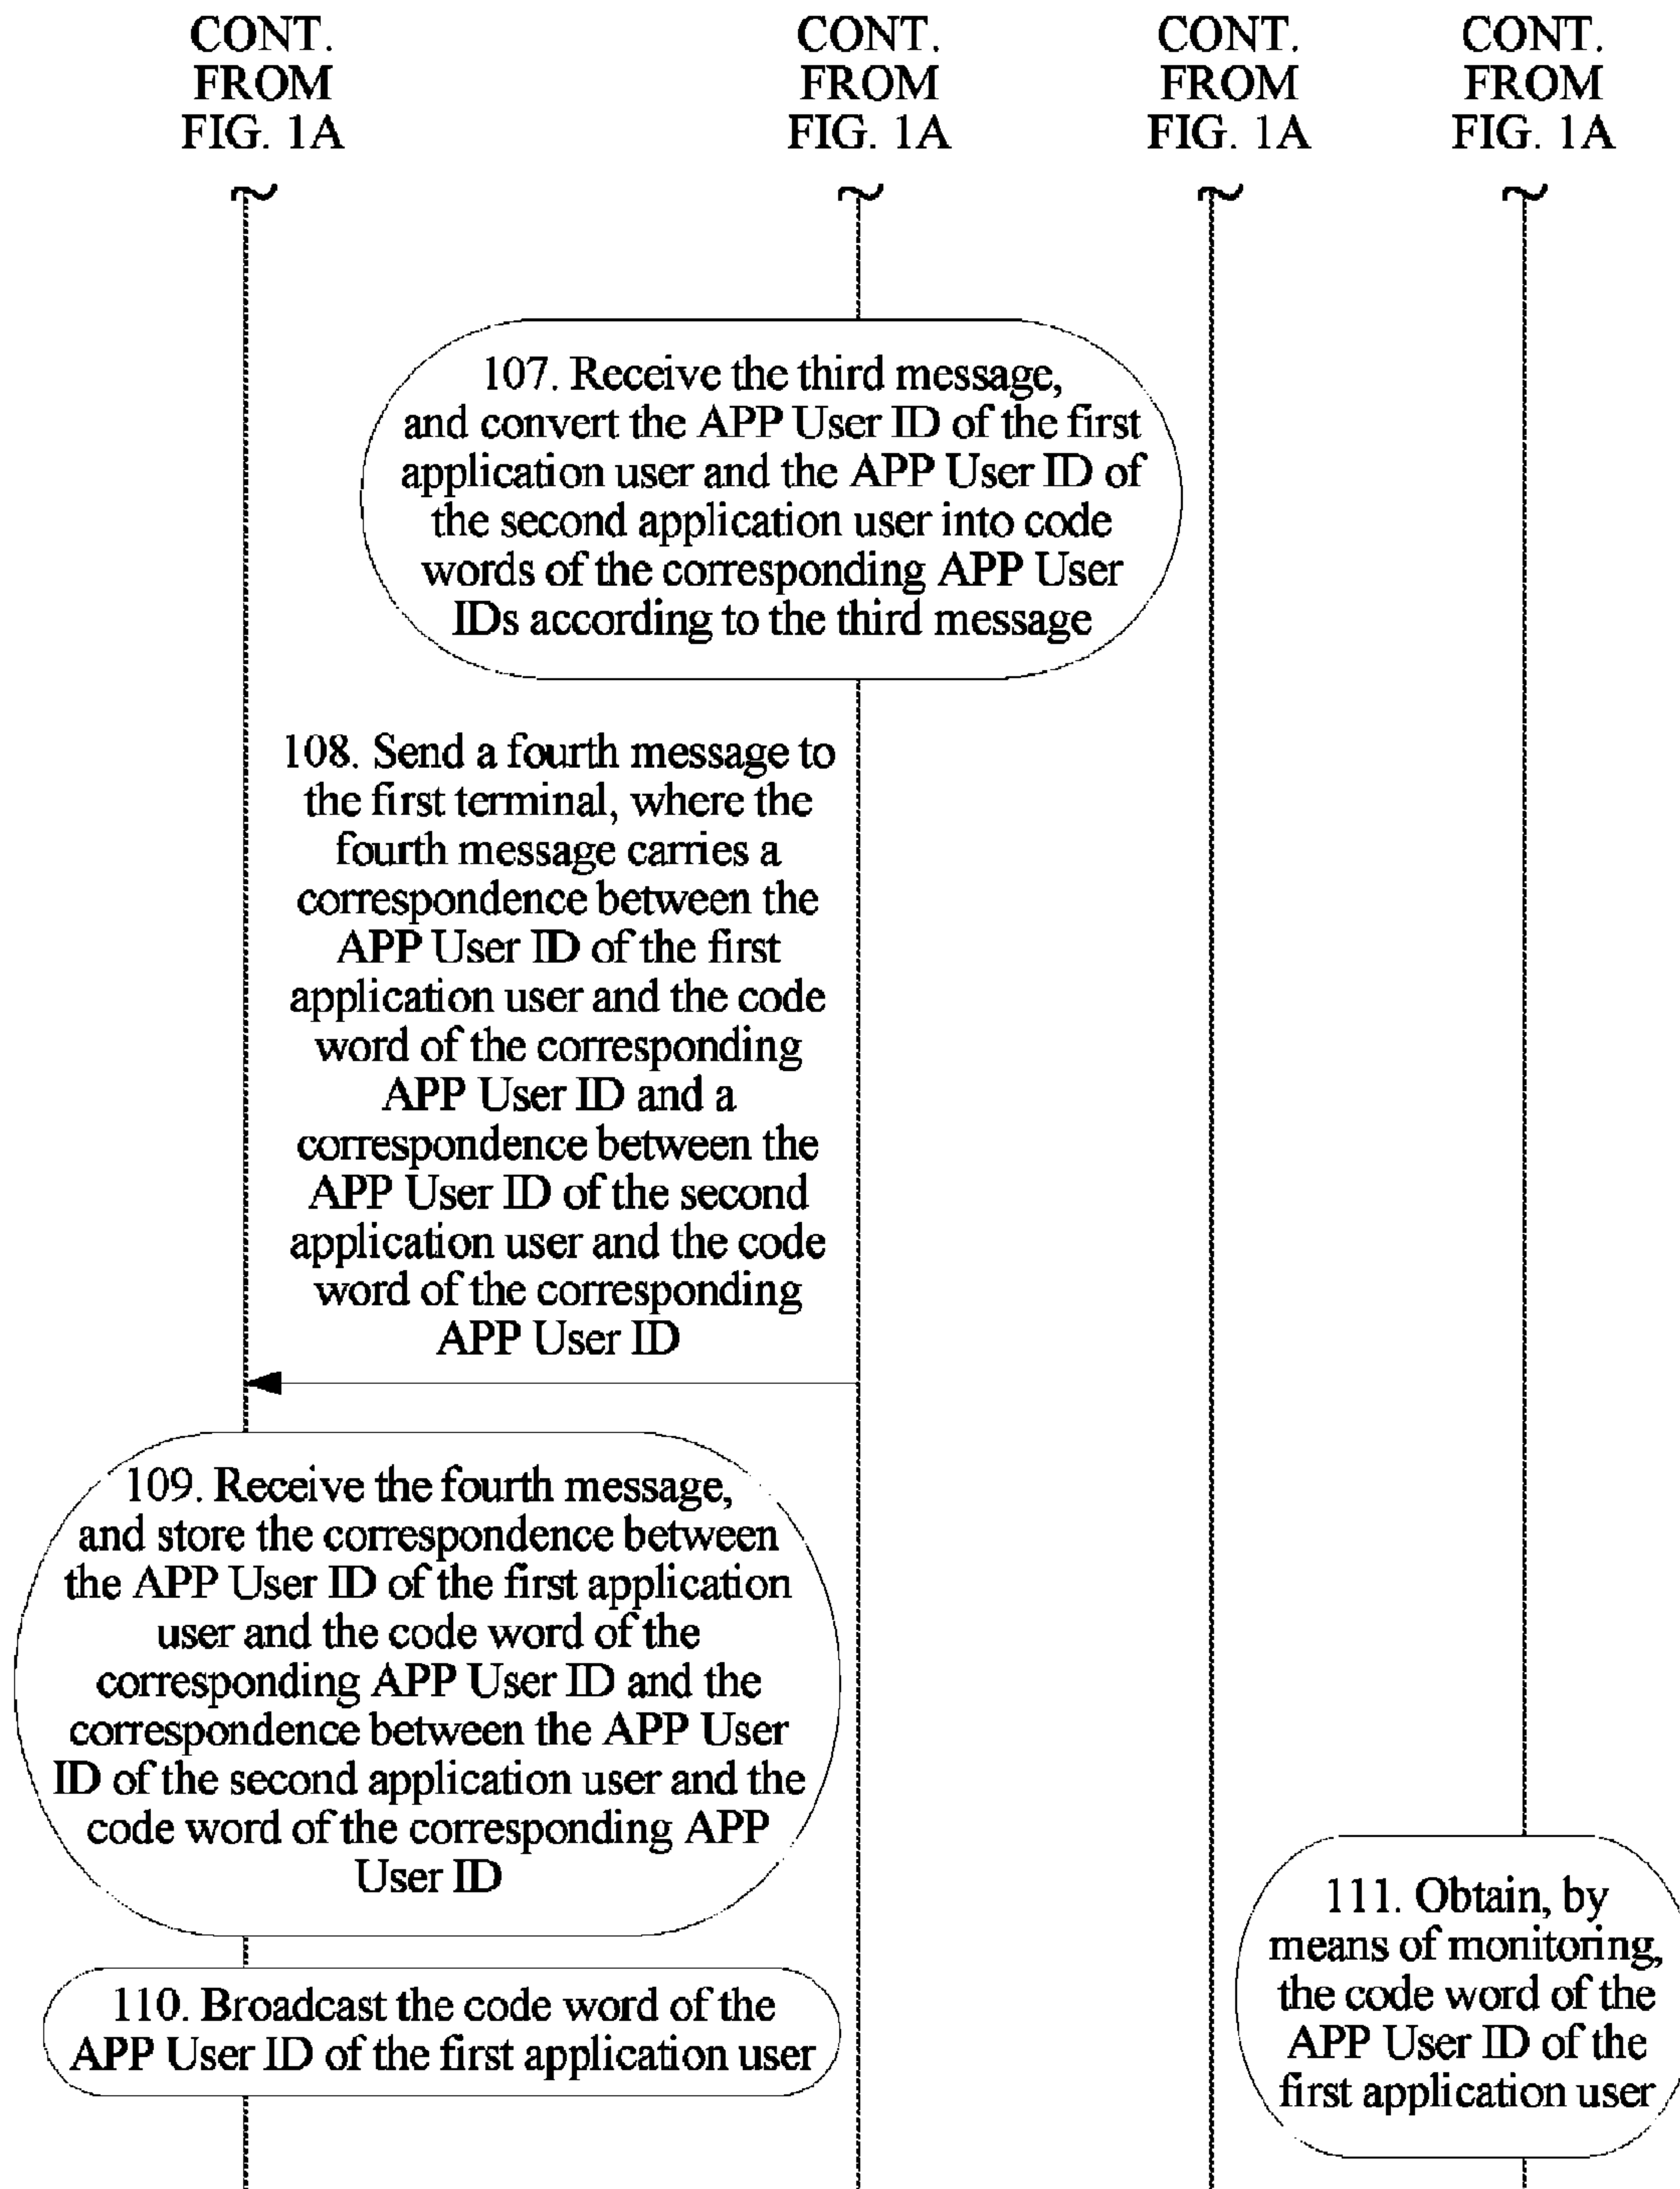 CONT.
FROM
FIG. 1A
CONT.
FROM
FIG. 1A
CONT.
FROM
FIG. 1A
CONT.
FROM
FIG. 1A
107. Receive the third message,
and convert the APP User ID of the first
application user and the APP User ID of
the second application user into code
words of the corresponding APP User
IDs according to the third message
108. Send a fourth message to
the first terminal, where the
fourth message carries a
correspondence between the
APP User ID of the first
application user and the code
word of the corresponding
APP User ID and a
correspondence between the
APP User ID of the second
application user and the code
word of the corresponding
APP User ID
109. Receive the fourth message,
and store the correspondence between
the APP User ID of the first application
user and the code word of the
corresponding APP User ID and the
correspondence between the APP User
ID of the second application user and the
code word of the corresponding APP
User ID
110. Broadcast the code word of the
APP User ID of the first application user
111. Obtain, by
means of monitoring,
the code word of the
APP User ID of the
first application user